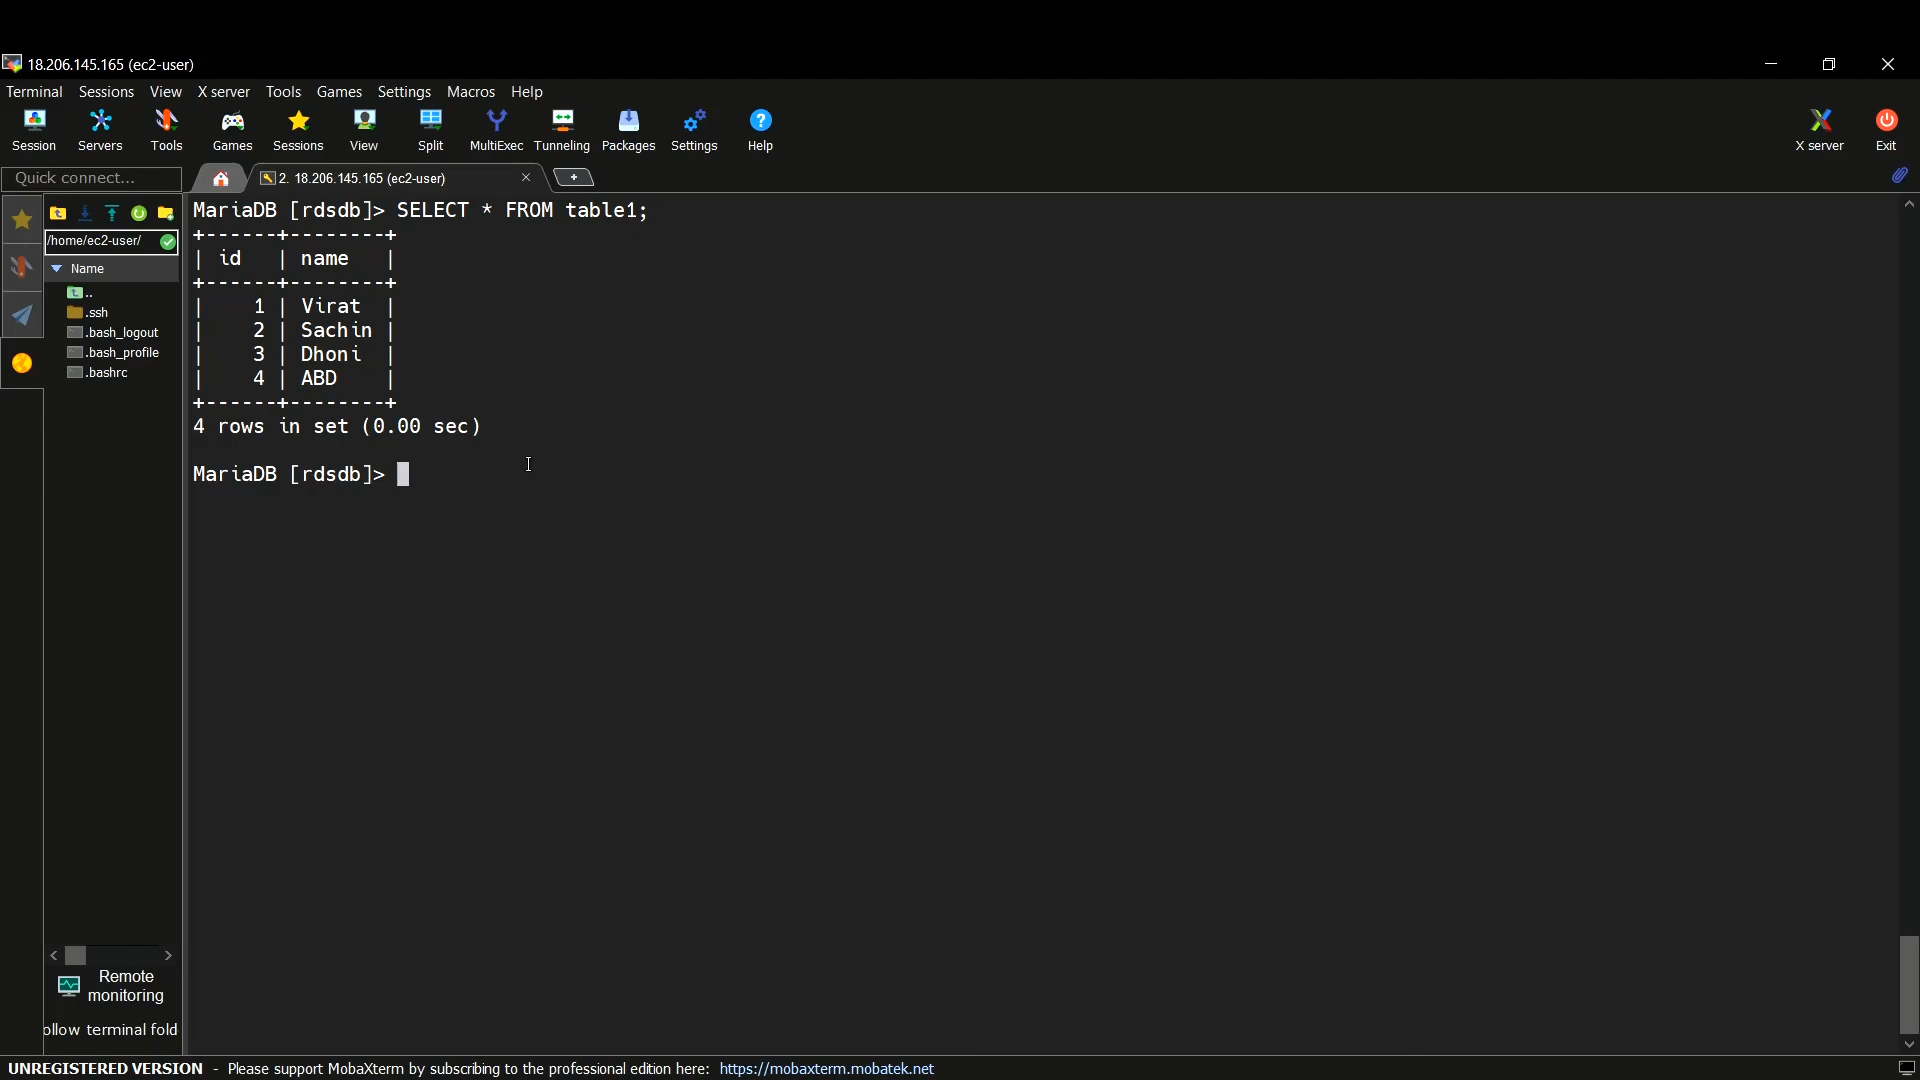 18.206.145.165 (ec2-user)
Terminal Sessions View X server Tools Games Settings Macros Help
Session Servers Tools Games Sessions View Split MultiExec Tunneling Packages Settings Help X server Exit
Quick connect...
2. 18.206.145.165 (ec2-user)
/home/ec2-user/
Name
..
.ssh
.bash_logout
.bash_profile
.bashrc
MariaDB [rdsdb]> SELECT * FROM table1;
+------+--------+
| id   | name   |
+------+--------+
|    1 | Virat  |
|    2 | Sachin |
|    3 | Dhoni  |
|    4 | ABD    |
+------+--------+
4 rows in set (0.00 sec)
MariaDB [rdsdb]>
Remote
monitoring
ollow terminal fold
UNREGISTERED VERSION - Please support MobaXterm by subscribing to the professional edition here: https://mobaxterm.mobatek.net